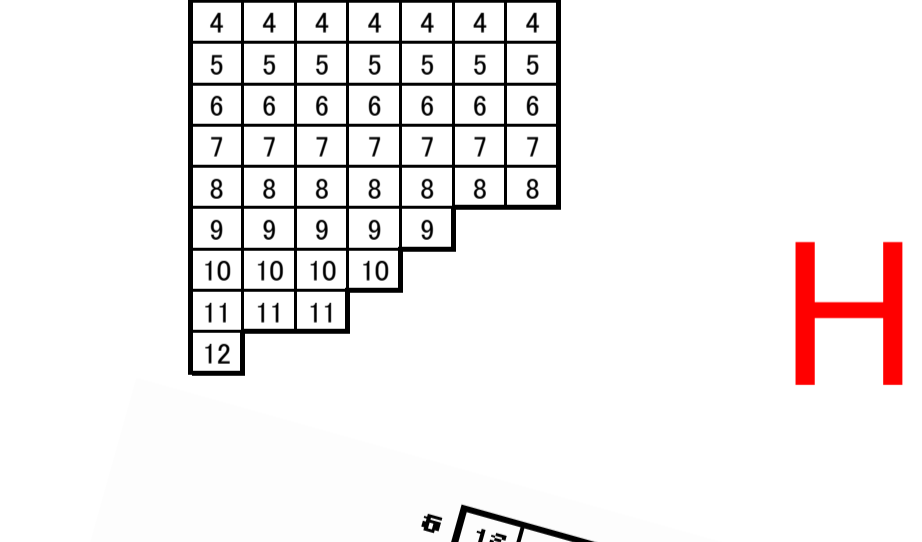 4 4 4 4 4 4 4
5 5 5 5 5 5 5
6 6 6 6 6 6 6
7 7 7 7 7 7 7
8 8 8 8 8 8 8
9 9 9 9 9
10 10 10 10
11 11 11
12
H